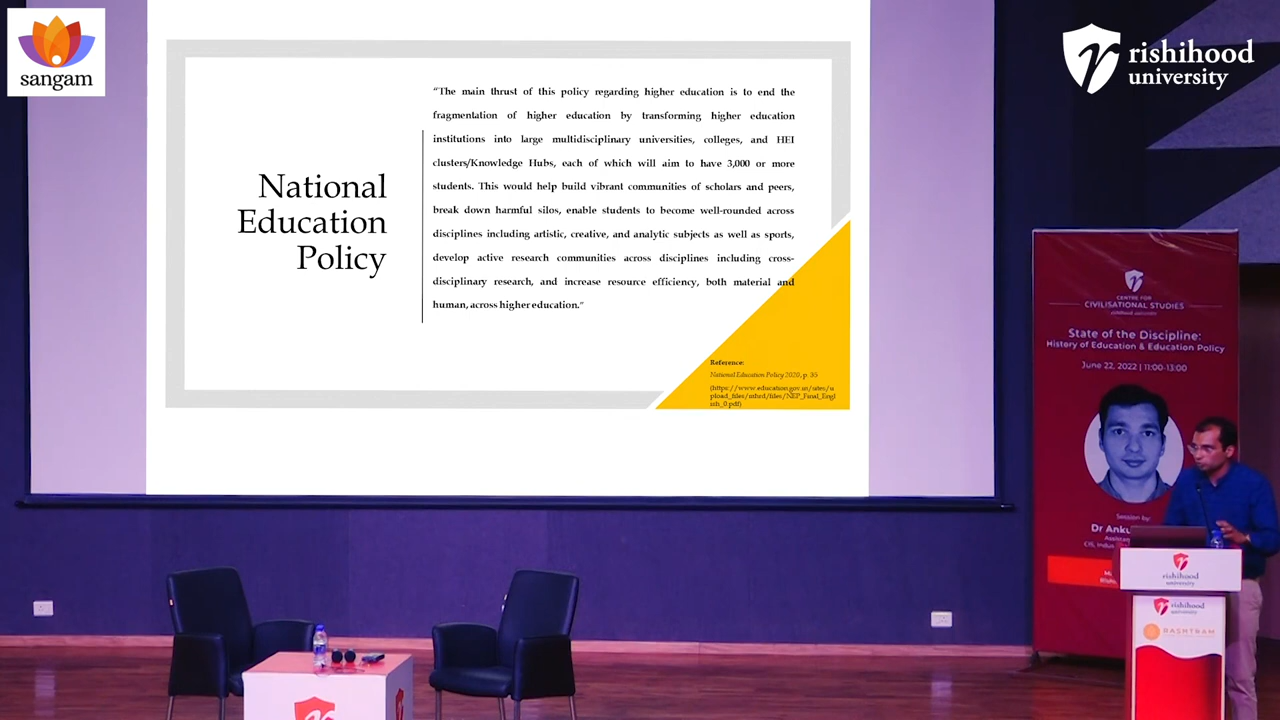 sangam
rishihood
university
National
Education
Policy
“The main thrust of this policy regarding higher education is to end the
fragmentation of higher education by transforming higher education
institutions into large multidisciplinary universities, colleges, and HEI
clusters/Knowledge Hubs, each of which will aim to have 3,000 or more
students. This would help build vibrant communities of scholars and peers,
break down harmful silos, enable students to become well-rounded across
disciplines including artistic, creative, and analytic subjects as well as sports,
develop active research communities across disciplines including cross-
disciplinary research, and increase resource efficiency, both material and
human, across higher education.”
Reference:
National Education Policy 2020, p. 35
(https://www.education.gov.in/sites/u
pload_files/mhrd/files/NEP_Final_Engl
ish_0.pdf)
CENTRE FOR
CIVILISATIONAL STUDIES
rishihood university
State of the Discipline:
History of Education & Education Policy
June 22, 2022 | 11:00-13:00
Session by:
Dr Anku
rishihood
university
rishihood
university
RASHTRAM